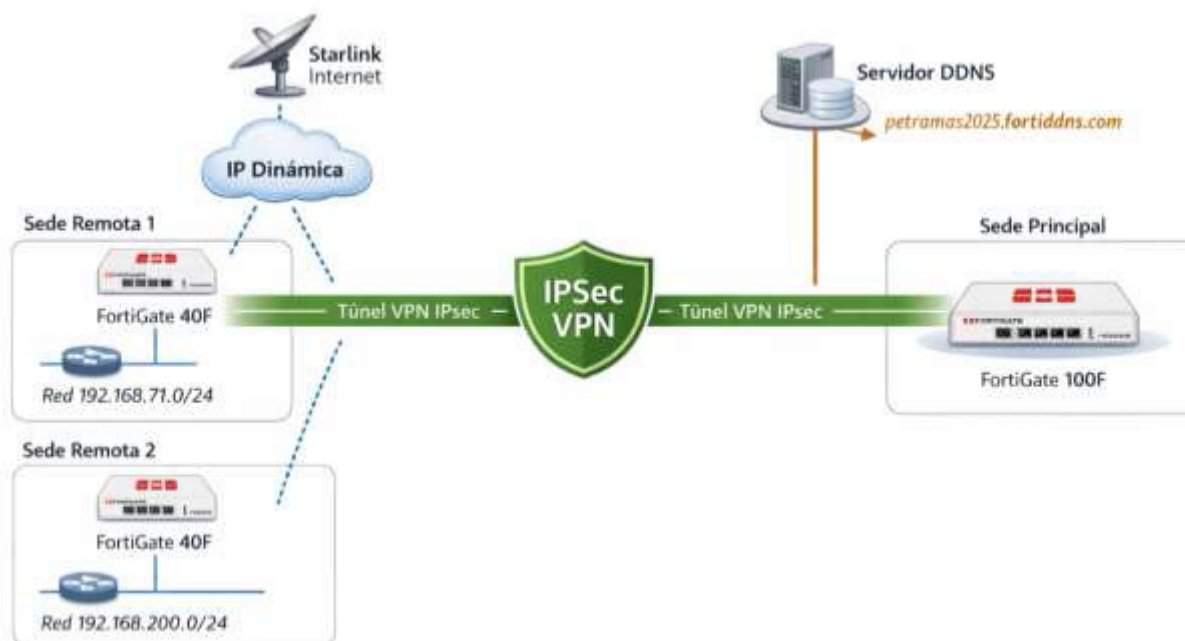 Starlink
Internet
Servidor DDNS
petramas2025.fortiddns.com
IP Dinámica
Sede Remota 1
Sede Principal
FortiGate 40F
Túnel VPN IPsec
IPSec
VPN
Túnel VPN IPsec
FORTINET
FortiGate 100F
Red 192.168.71.0/24
Sede Remota 2
FortiGate 40F
Red 192.168.200.0/24